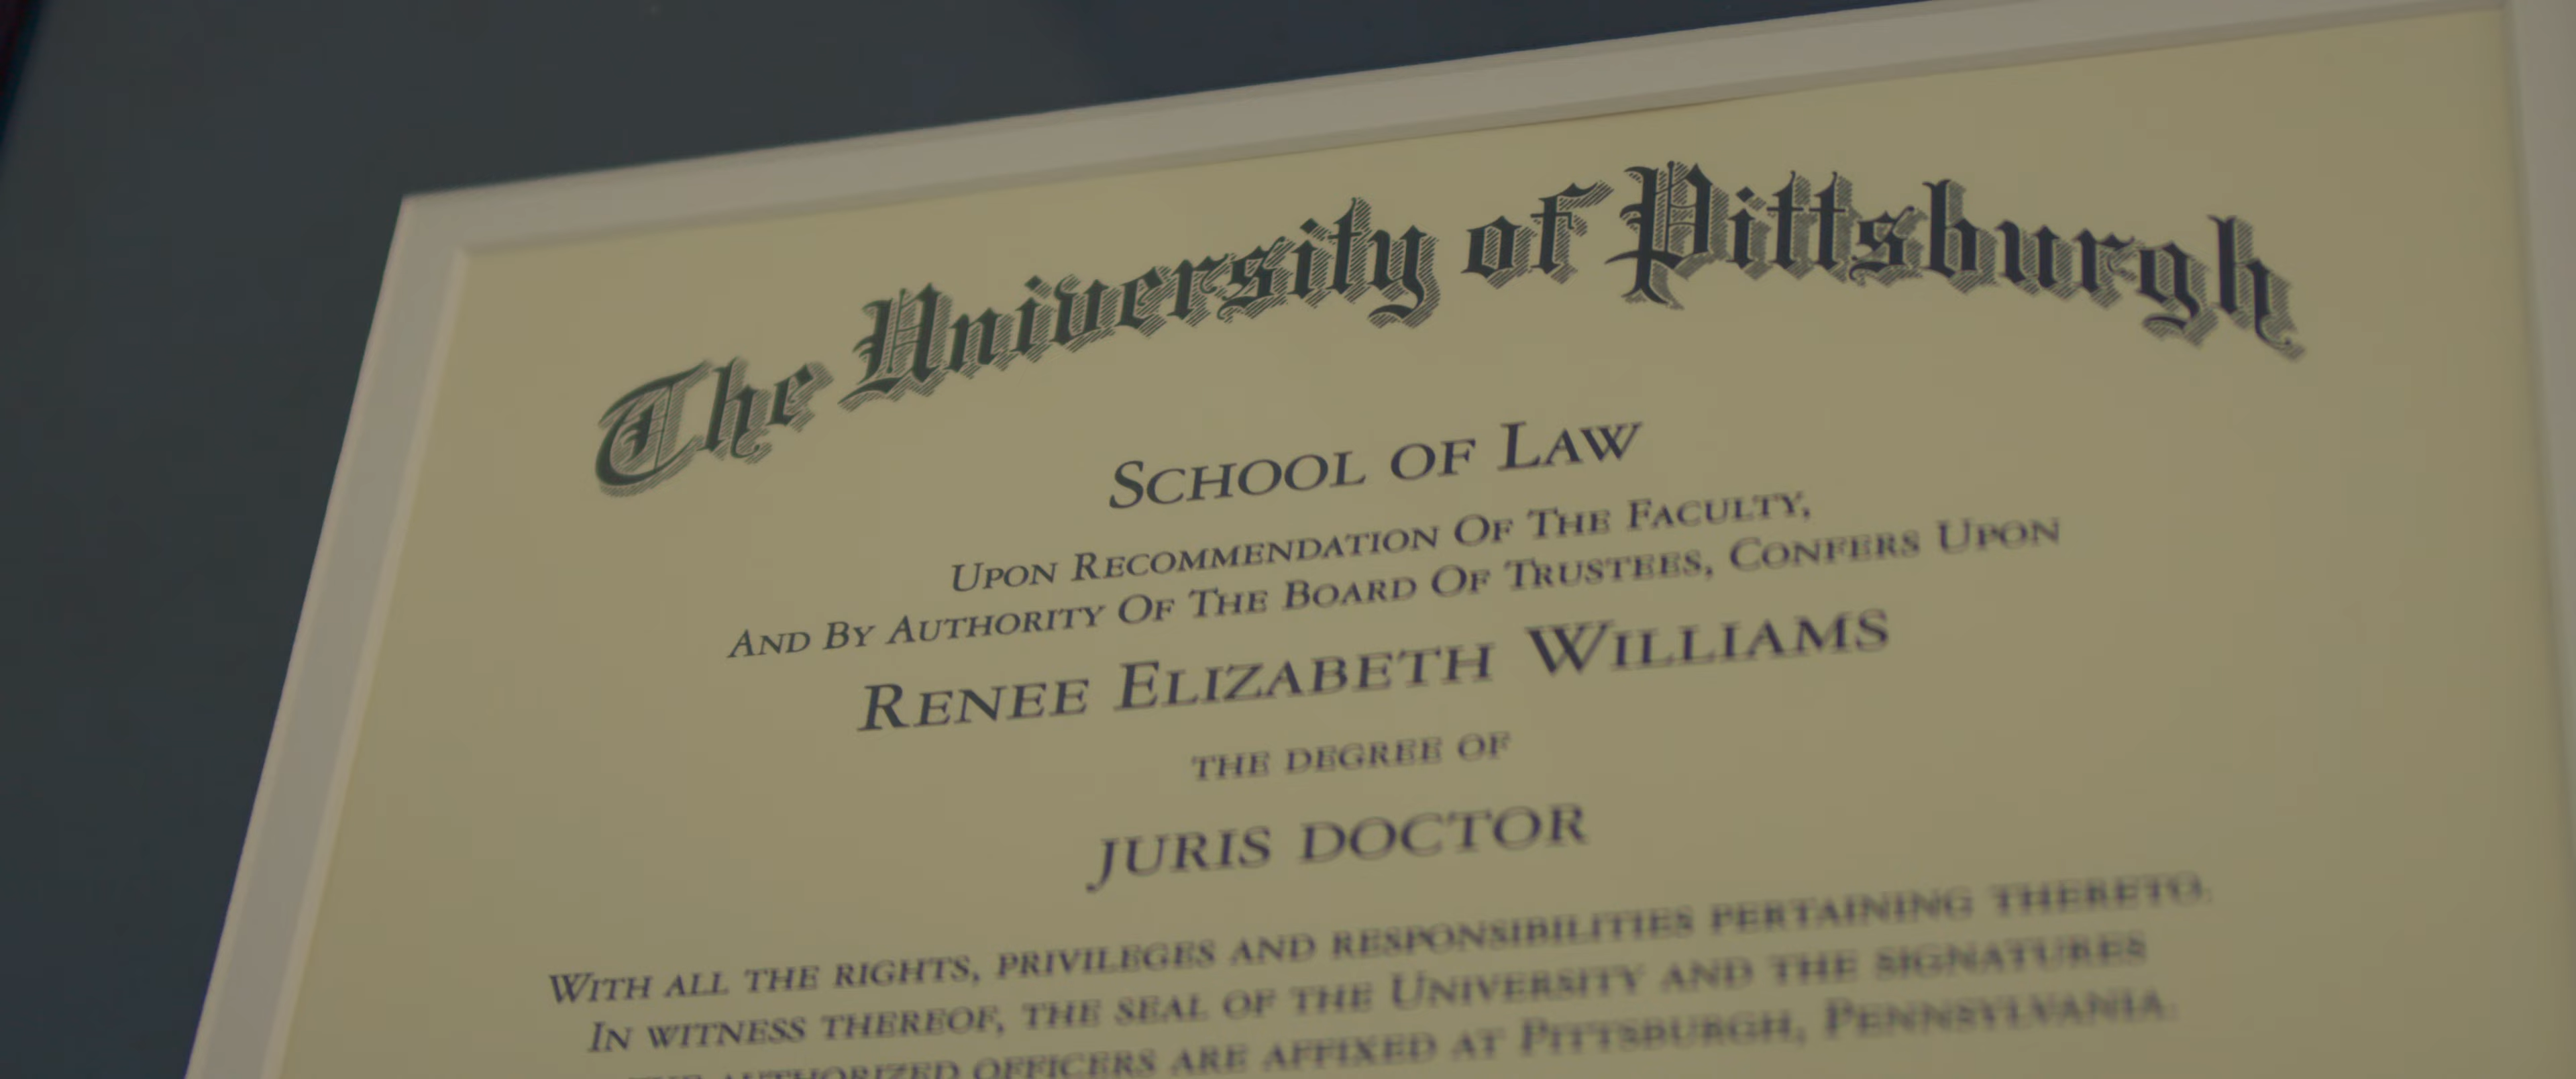 The University of Pittsburgh
SCHOOL OF LAW
UPON RECOMMENDATION OF THE FACULTY,
AND BY AUTHORITY OF THE BOARD OF TRUSTEES, CONFERS UPON
RENEE ELIZABETH WILLIAMS
THE DEGREE OF
JURIS DOCTOR
WITH ALL THE RIGHTS, PRIVILEGES AND RESPONSIBILITIES PERTAINING THERETO.
IN WITNESS THEREOF, THE SEAL OF THE UNIVERSITY AND THE SIGNATURES
AUTHORIZED OFFICERS ARE AFFIXED AT PITTSBURGH, PENNSYLVANIA.